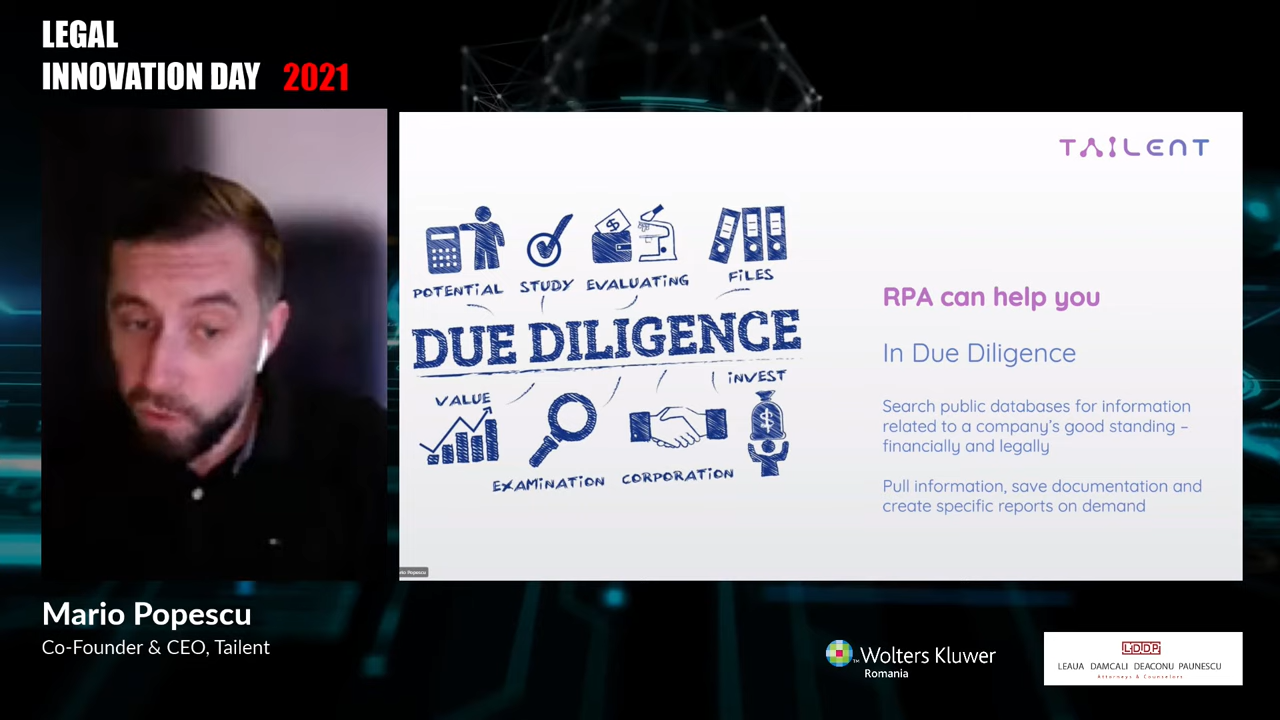 LEGAL
INNOVATION DAY 2021
TAILENT
POTENTIAL STUDY EVALUATING FILES
DUE DILIGENCE
VALUE INVEST
EXAMINATION CORPORATION
RPA can help you
In Due Diligence
Search public databases for information
related to a company's good standing –
financially and legally
Pull information, save documentation and
create specific reports on demand
Popescu
Mario Popescu
Co-Founder & CEO, Tailent
Wolters Kluwer
Romania
LDDP
LEAUA DAMCALI DEACONU PAUNESCU
Attorneys & Counselors